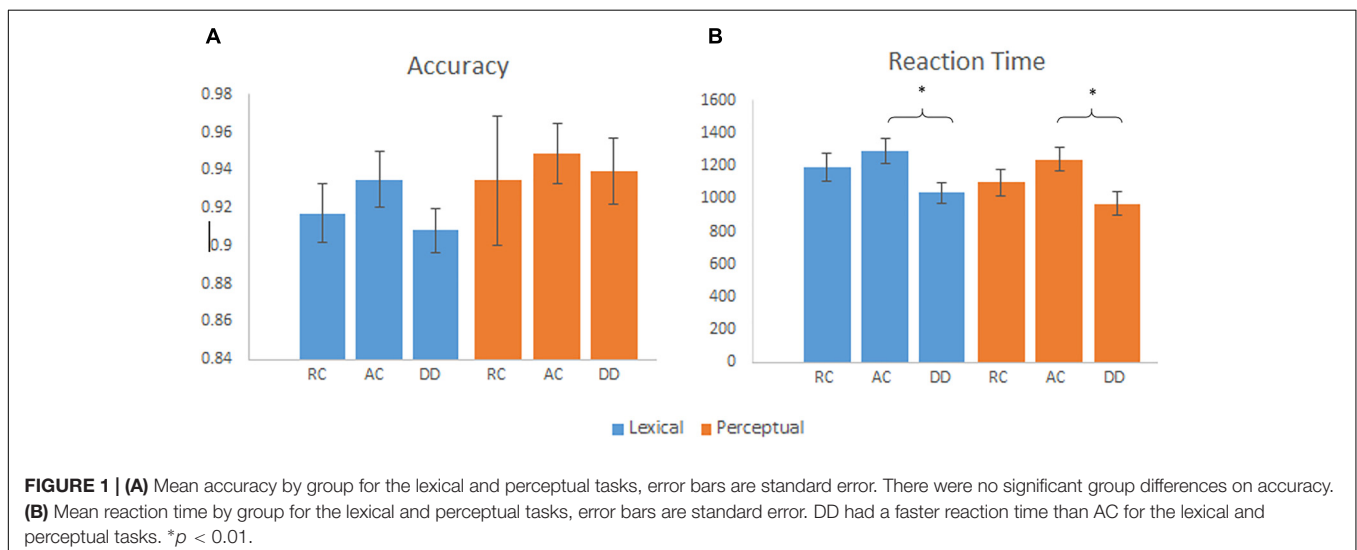 A
Accuracy
0.98
0.96
0.94
0.92
0.9
0.88
0.86
0.84
RC AC DD RC AC DD
B
Reaction Time
* *
1600
1400
1200
1000
800
600
400
200
0
RC AC DD RC AC DD
Lexical Perceptual
FIGURE 1 | (A) Mean accuracy by group for the lexical and perceptual tasks, error bars are standard error. There were no significant group differences on accuracy.
(B) Mean reaction time by group for the lexical and perceptual tasks, error bars are standard error. DD had a faster reaction time than AC for the lexical and
perceptual tasks. *p < 0.01.